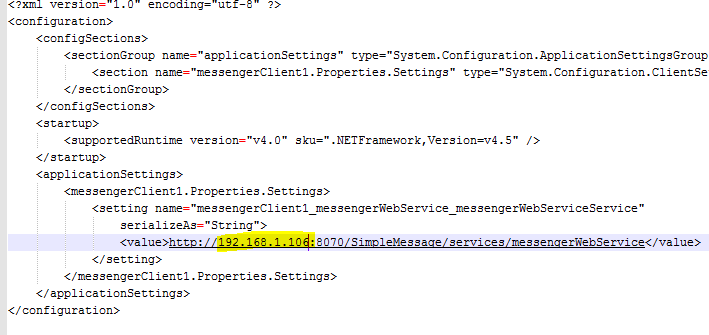 <?xml version="1.0" encoding="utf-8" ?>
<configuration>
<configSections>
<sectionGroup name="applicationSettings" type="System.Configuration.ApplicationSettingsGroup
<section name="messengerClient1.Properties.Settings" type="System.Configuration.ClientSe
</sectionGroup>
</configSections>
<startup>
<supportedRuntime version="v4.0" sku=".NETFramework,Version=v4.5" />
</startup>
<applicationSettings>
<messengerClient1.Properties.Settings>
<setting name="messengerClient1_messengerWebService_messengerWebServiceService"
serializeAs="String">
<value>http://192.168.1.106:8070/SimpleMessage/services/messengerWebService</value>
</setting>
</messengerClient1.Properties.Settings>
</applicationSettings>
</configuration>